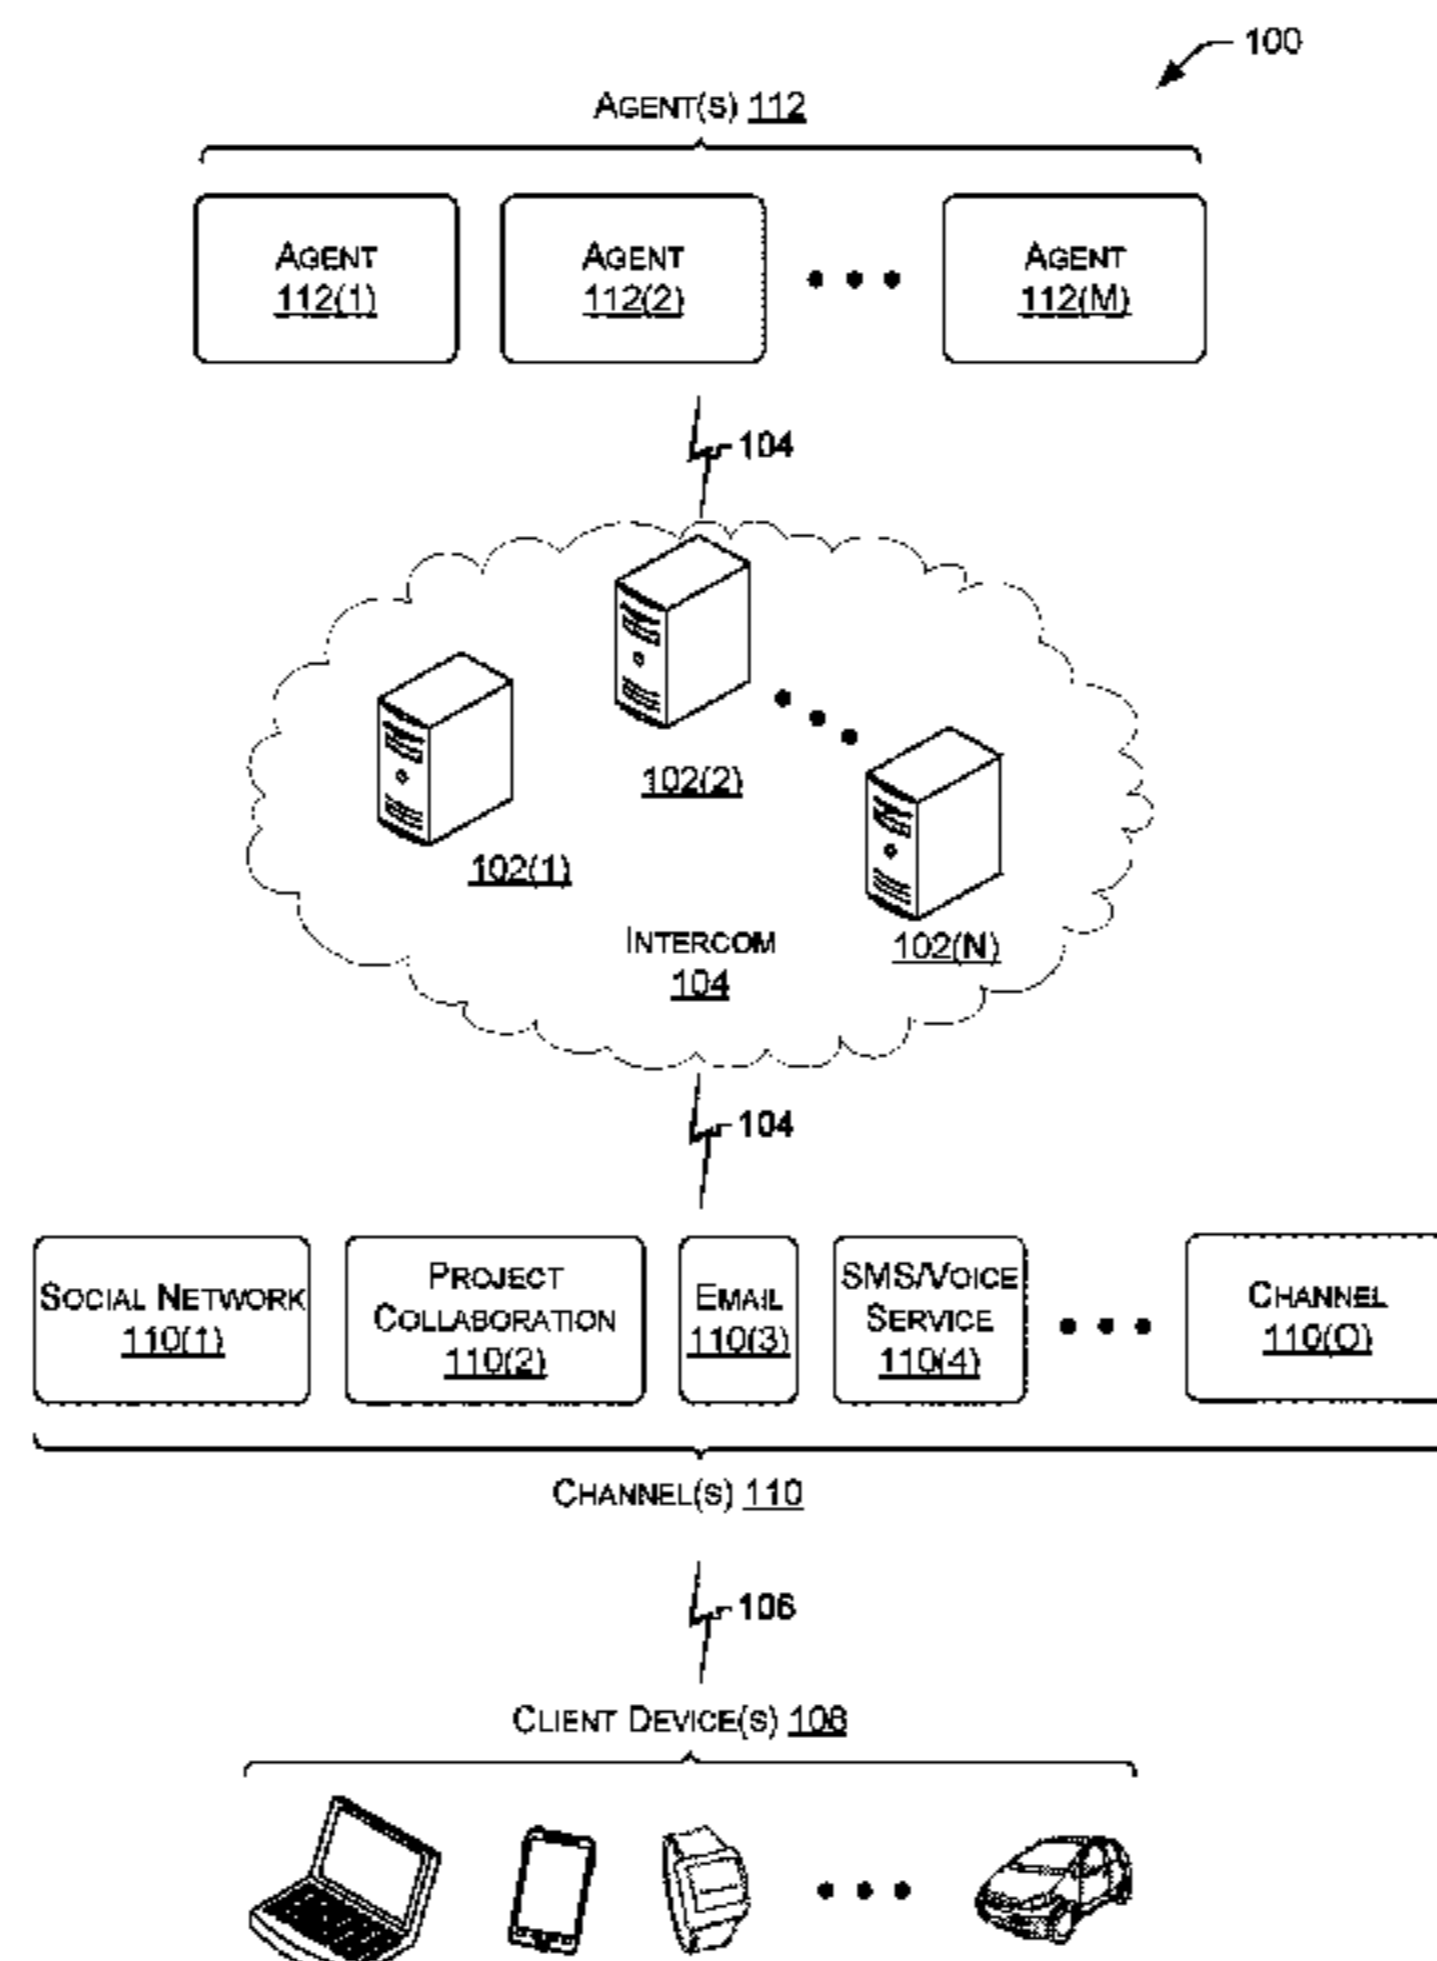 100
AGENT(S) 112
AGENT
112(1)
AGENT
112(2)
AGENT
112(M)
104
102(2)
102(1)
102(N)
INTERCOM
104
104
SOCIAL NETWORK
110(1)
PROJECT
COLLABORATION
110(2)
EMAIL
110(3)
SMS/VOICE
SERVICE
110(4)
CHANNEL
110(O)
CHANNEL(S) 110
106
CLIENT DEVICE(S) 108